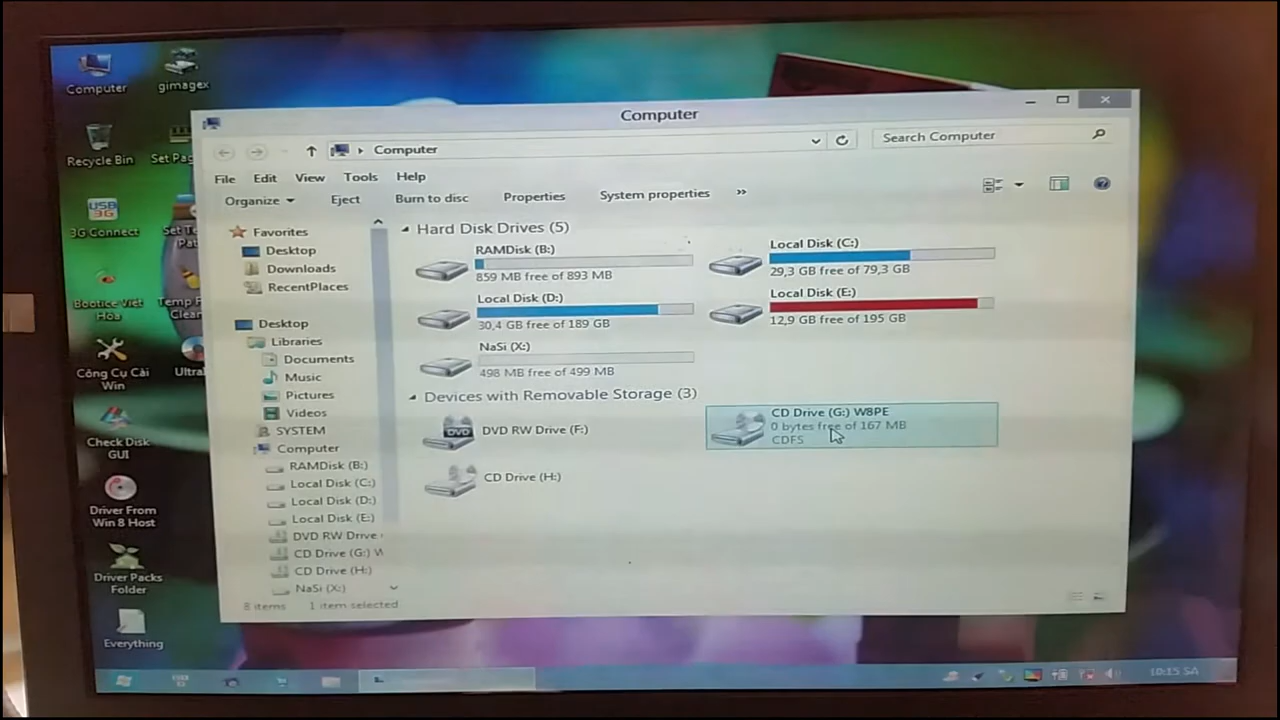 Computer
gimagex
Recycle Bin
Set Pag
USB
3G
3G Connect
Bootice Việt
Hóa
Temp F
Clean
Công Cụ Cài
Win
Ultral
Check Disk
GUI
Driver From
Win 8 Host
Driver Packs
Folder
Everything
Computer
Computer
Search Computer
File Edit View Tools Help
Organize Eject Burn to disc Properties System properties »
Favorites
Desktop
Downloads
RecentPlaces
Desktop
Libraries
Documents
Music
Pictures
Videos
SYSTEM
Computer
RAMDisk (B:)
Local Disk (C:)
Local Disk (D:)
Local Disk (E:)
DVD RW Drive
CD Drive (G:) W
CD Drive (H:)
NaSi (X:)
Hard Disk Drives (5)
RAMDisk (B:)
859 MB free of 893 MB
Local Disk (C:)
29,3 GB free of 79,3 GB
Local Disk (D:)
30,4 GB free of 189 GB
Local Disk (E:)
12,9 GB free of 195 GB
NaSi (X:)
498 MB free of 499 MB
Devices with Removable Storage (3)
DVD
DVD RW Drive (F:)
CD Drive (G:) W8PE
0 bytes free of 167 MB
CDFS
CD Drive (H:)
8 items 1 item selected
10:15 SA